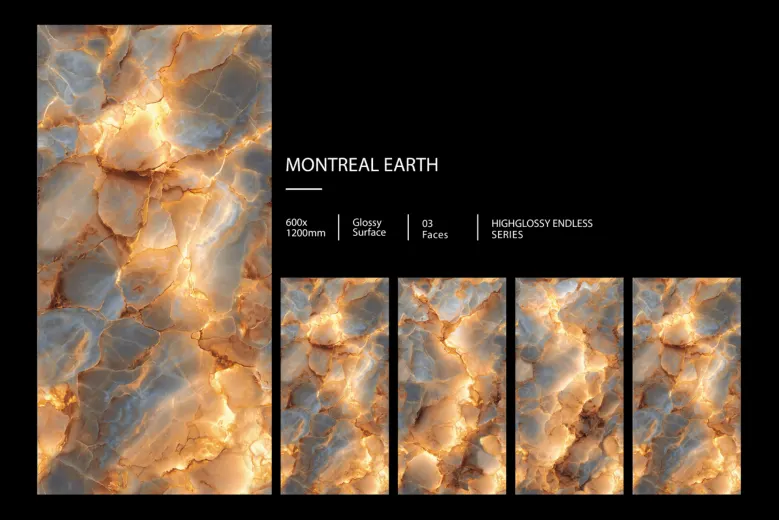 MONTREAL EARTH
600x
1200mm
Glossy
Surface
03
Faces
HIGHGLOSSY ENDLESS
SERIES